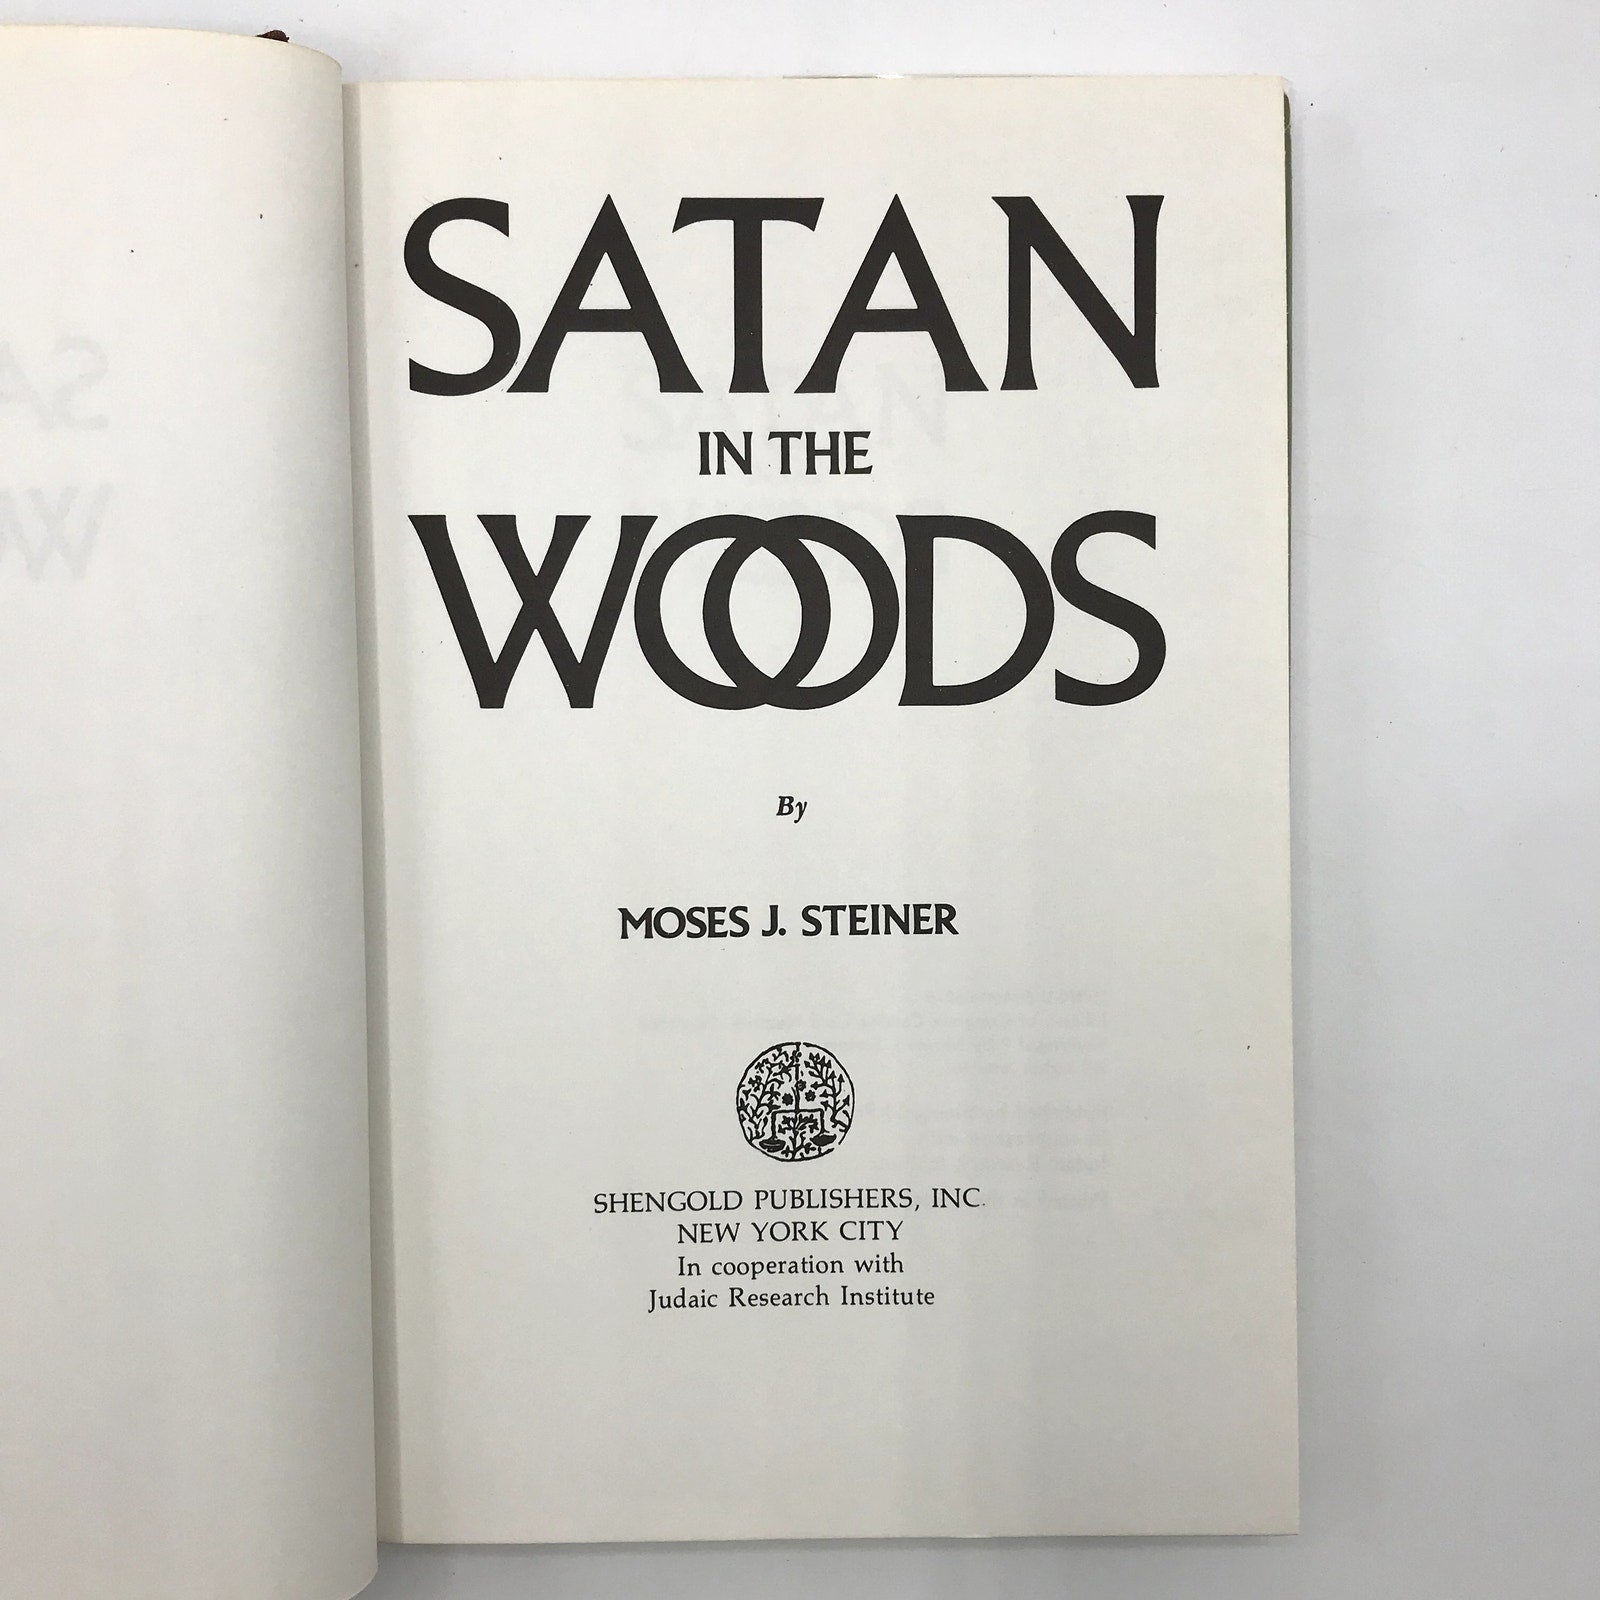 SATAN
IN THE
WOODS
By
MOSES J. STEINER
SHENGOLD PUBLISHERS, INC.
NEW YORK CITY
In cooperation with
Judaic Research Institute